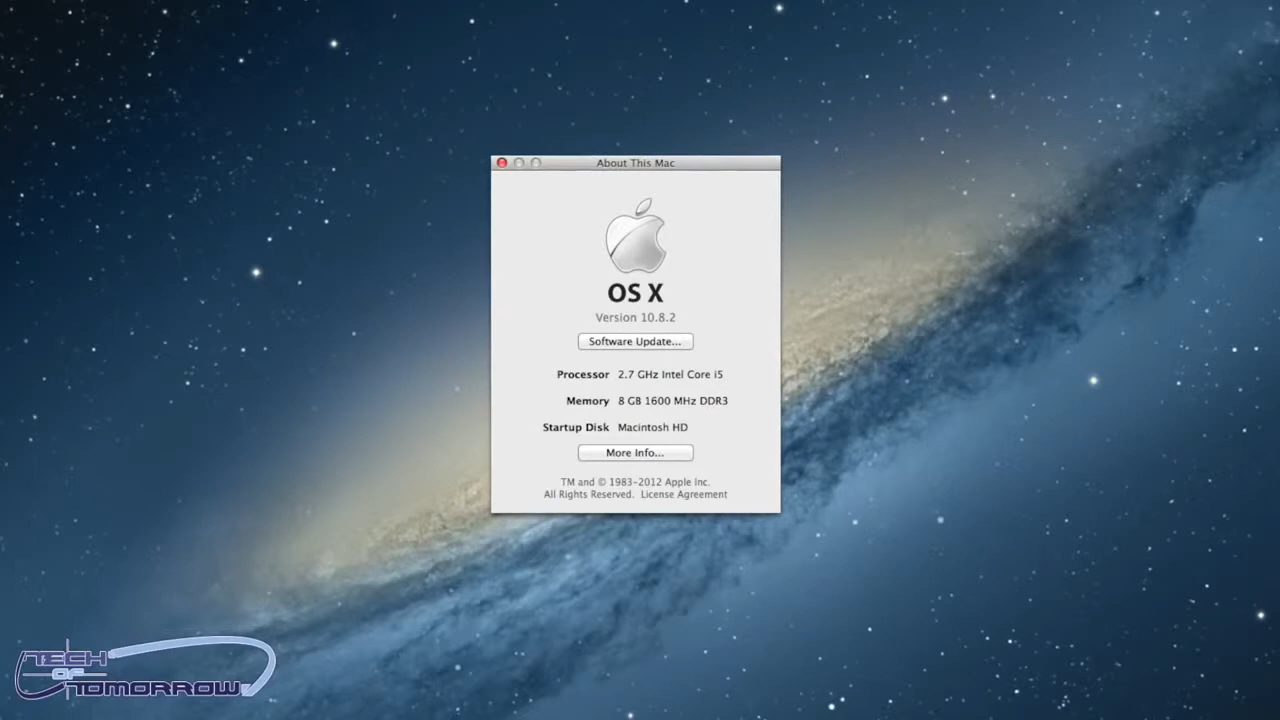 About This Mac
OS X
Version 10.8.2
Software Update...
Processor 2.7 GHz Intel Core i5
Memory 8 GB 1600 MHz DDR3
Startup Disk Macintosh HD
More Info...
TM and © 1983-2012 Apple Inc.
All Rights Reserved. License Agreement
TECH
OF
TOMORROW